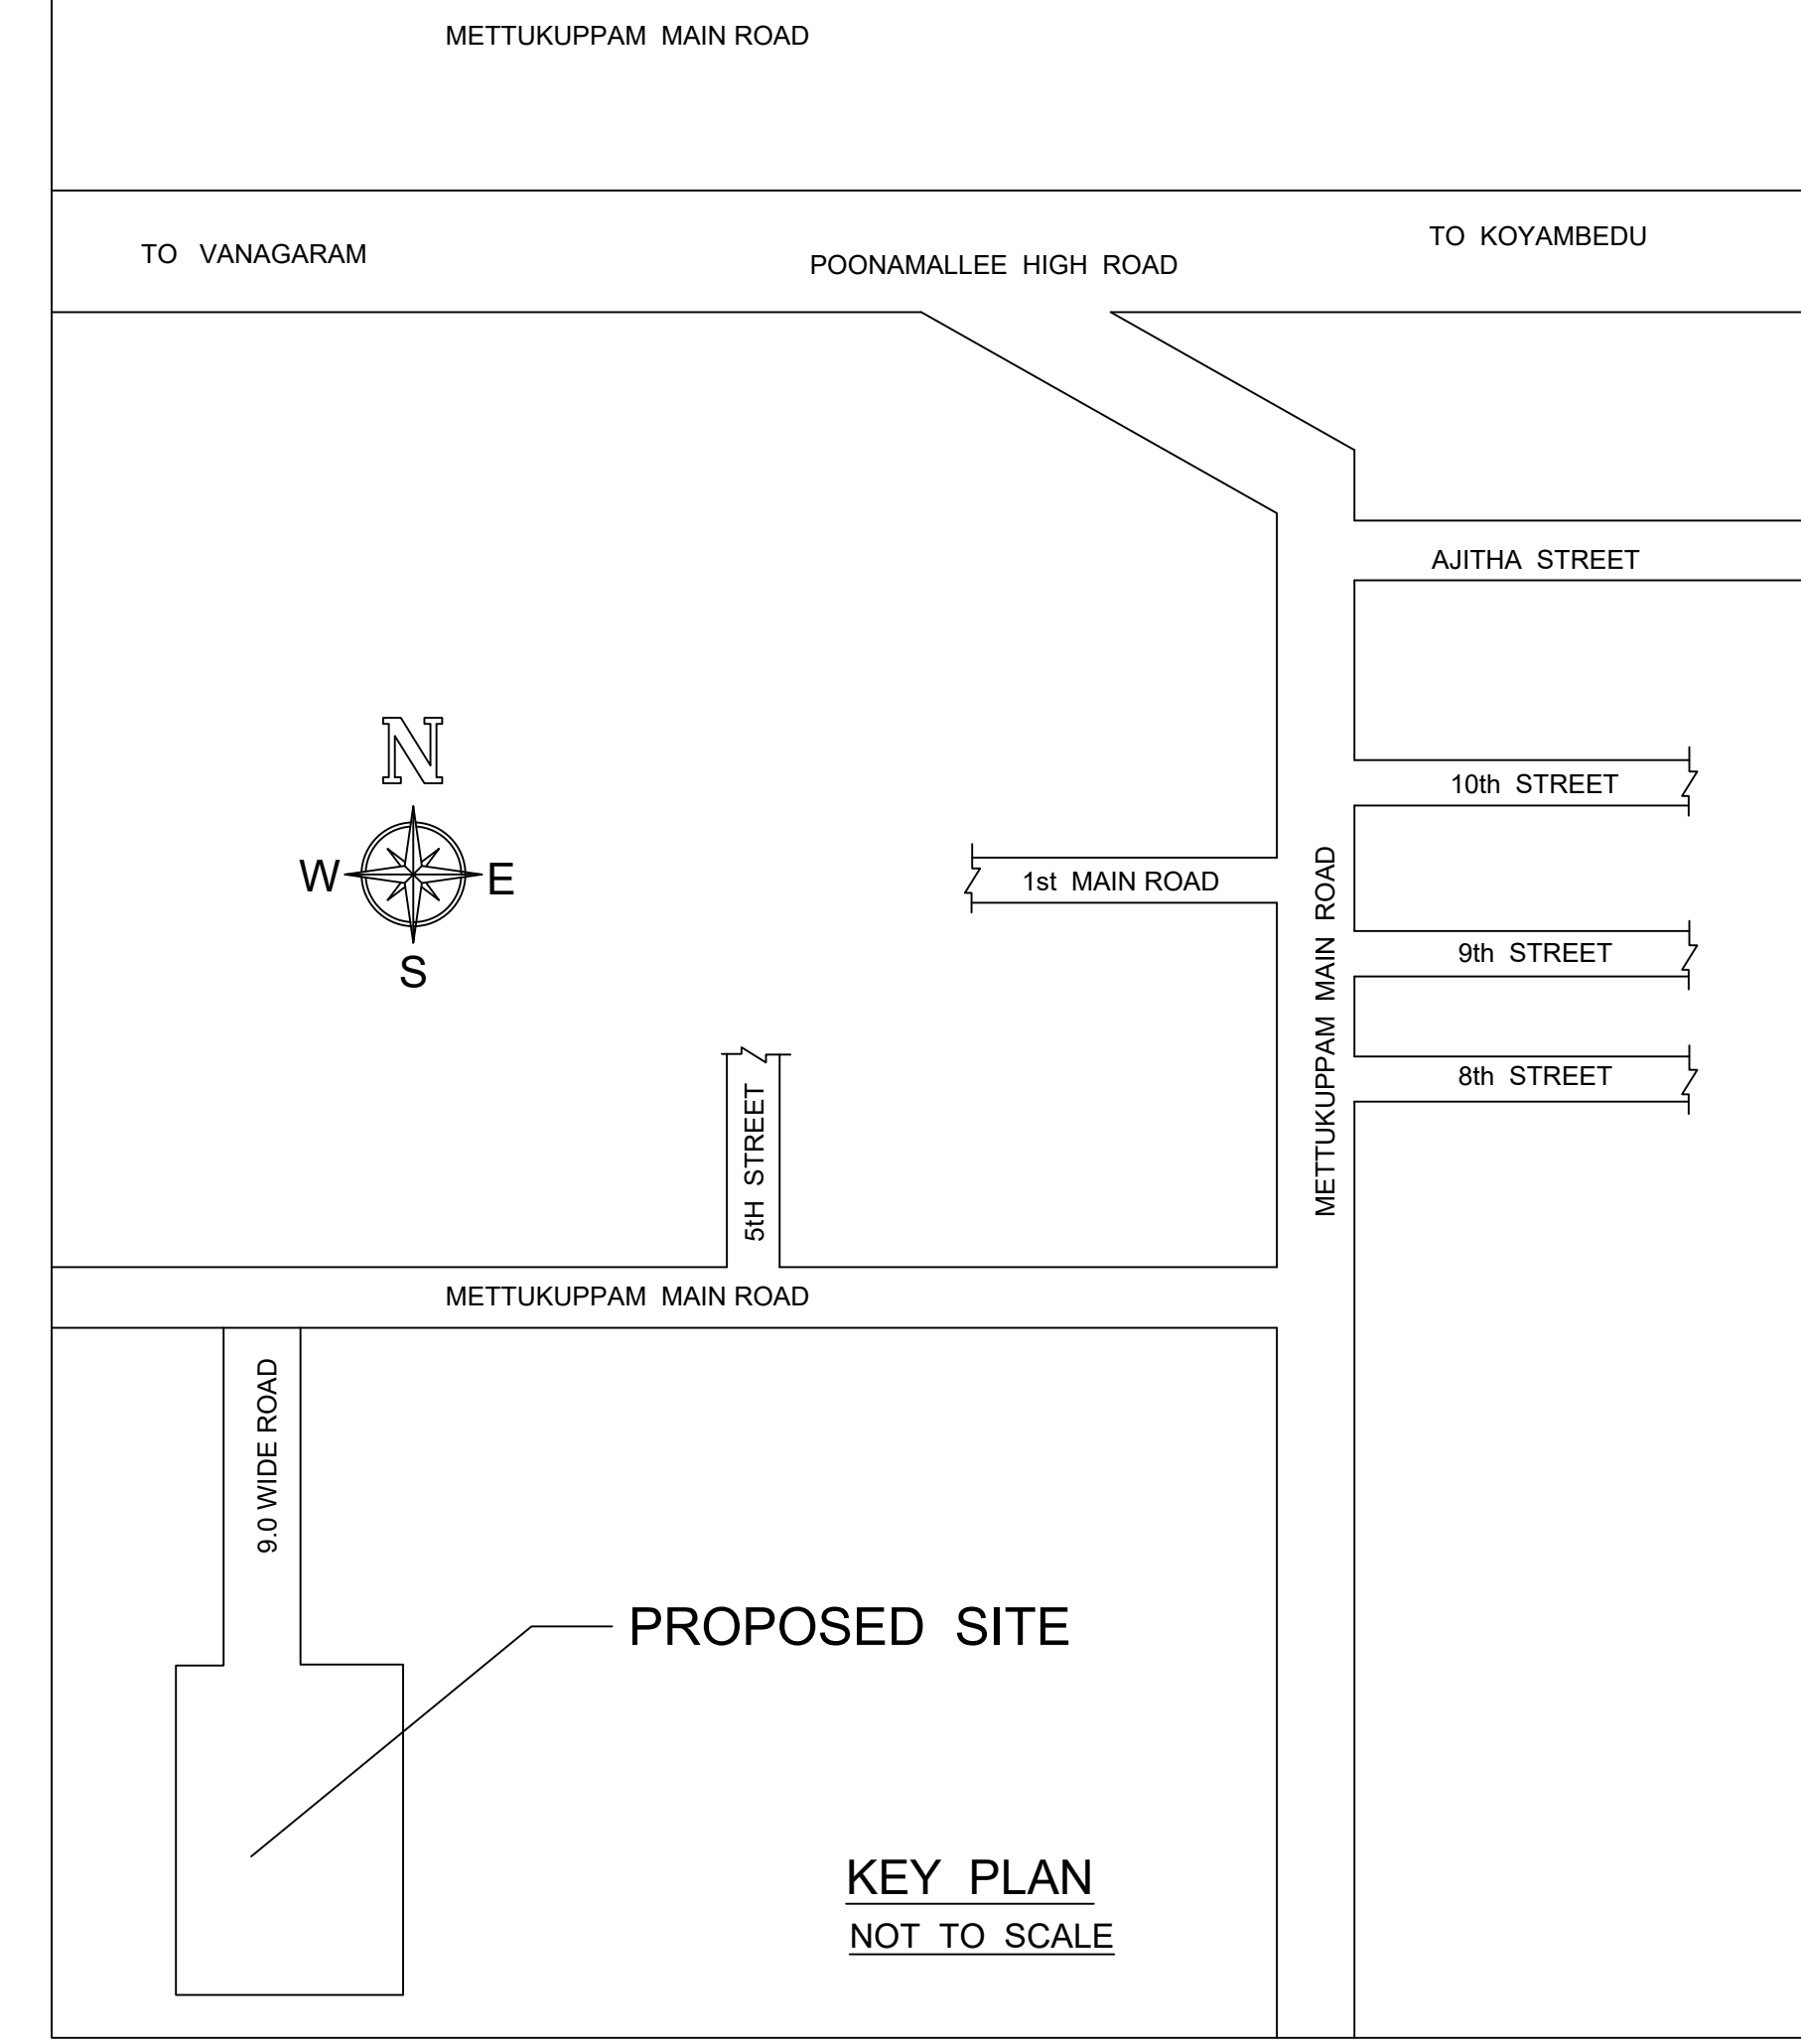 METTUKUPPAM MAIN ROAD
TO VANAGARAM
POONAMALLEE HIGH ROAD
TO KOYAMBEDU
AJITHA STREET
N
W
E
S
10th STREET
1st MAIN ROAD
METTUKUPPAM MAIN ROAD
9th STREET
8th STREET
5tH STREET
METTUKUPPAM MAIN ROAD
9.0 WIDE ROAD
PROPOSED SITE
KEY PLAN
NOT TO SCALE